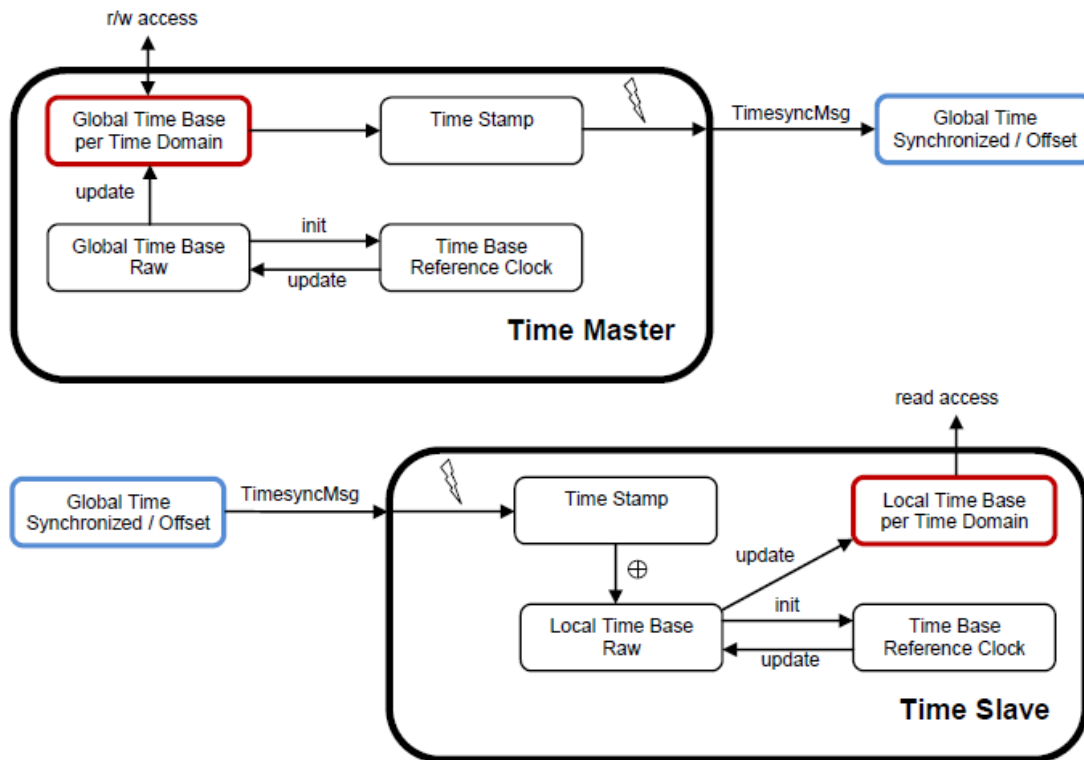 r/w access
Global Time Base
per Time Domain
Time Stamp
TimesyncMsg
Global Time
Synchronized / Offset
update
Global Time Base
Raw
init
update
Time Base
Reference Clock
Time Master
read access
Global Time
Synchronized / Offset
TimesyncMsg
Time Stamp
Local Time Base
per Time Domain
update
Local Time Base
Raw
init
update
Time Base
Reference Clock
Time Slave